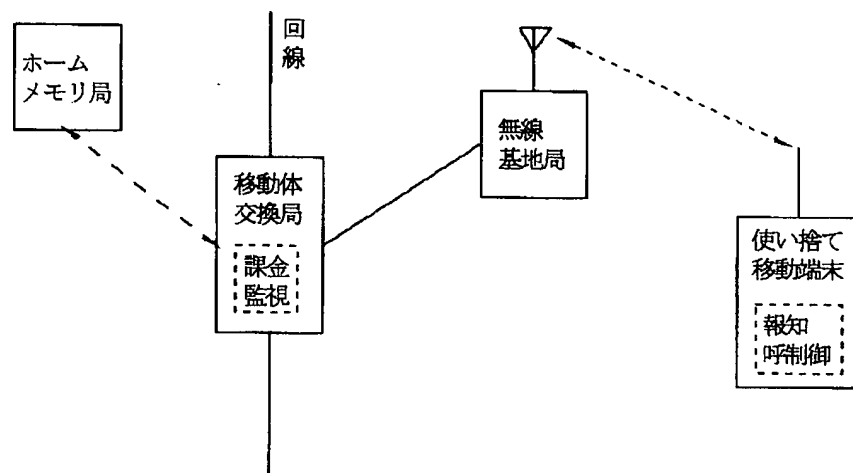 ホーム
メモリ局
回
線
移動体
交換局
課金
監視
無線
基地局
使い捨て
移動端末
報知
呼制御